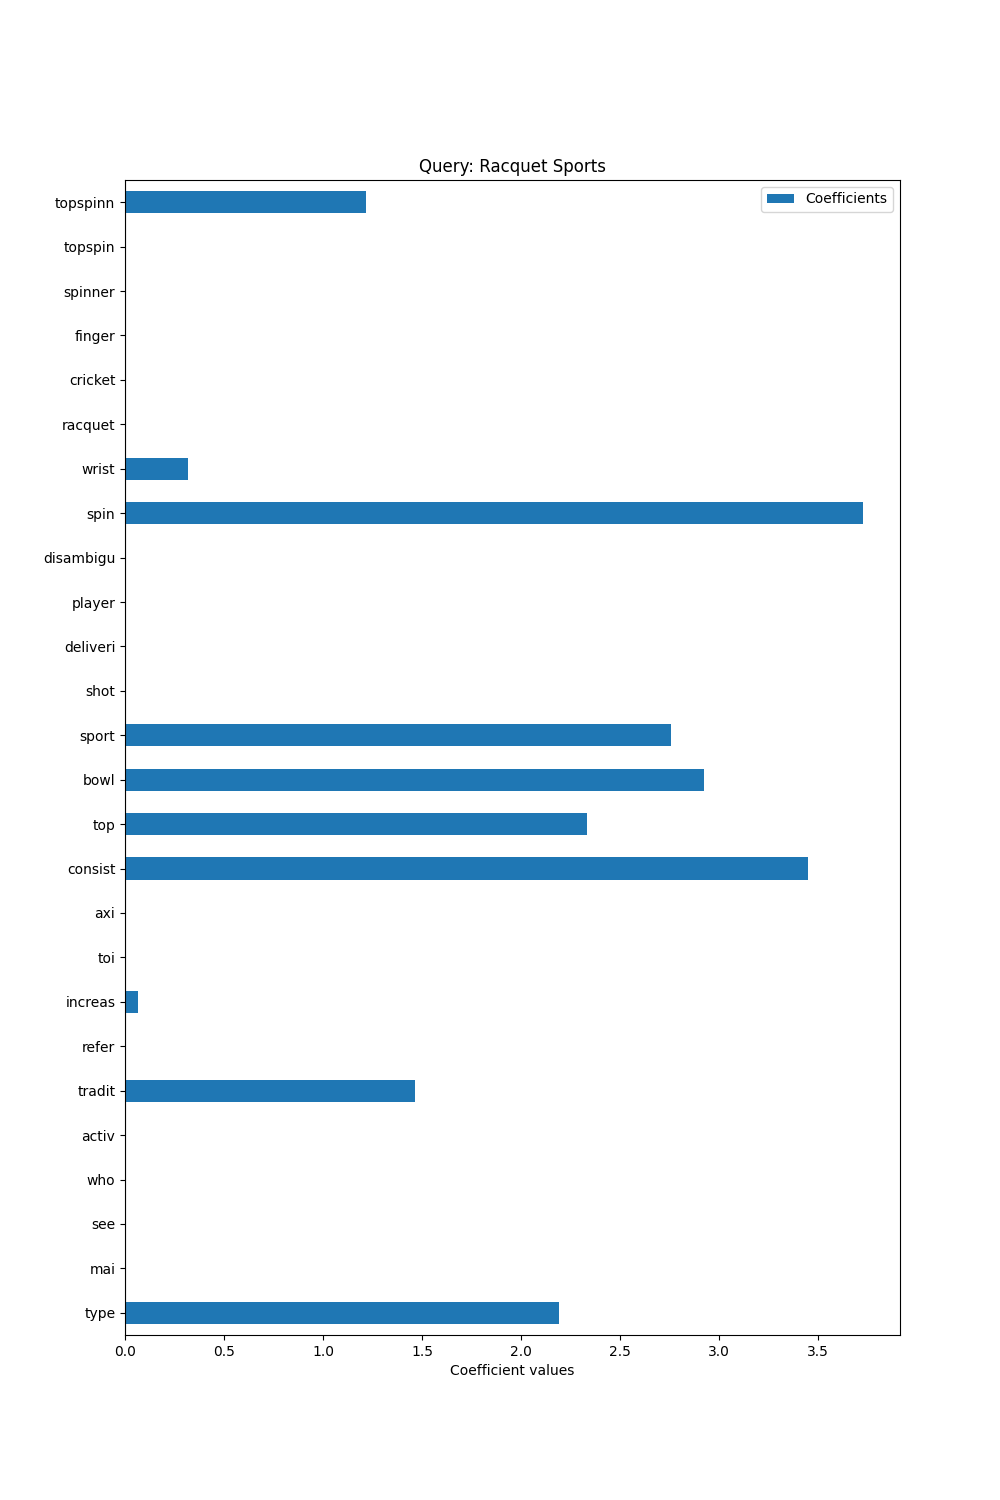 Query: Racquet Sports
Coefficients
topspinn
topspin
spinner
finger
cricket
racquet
wrist
spin
disambigu
player
deliveri
shot
sport
bowl
top
consist
axi
toi
increas
refer
tradit
activ
who
see
mai
type
0.0 0.5 1.0 1.5 2.0 2.5 3.0 3.5
Coefficient values